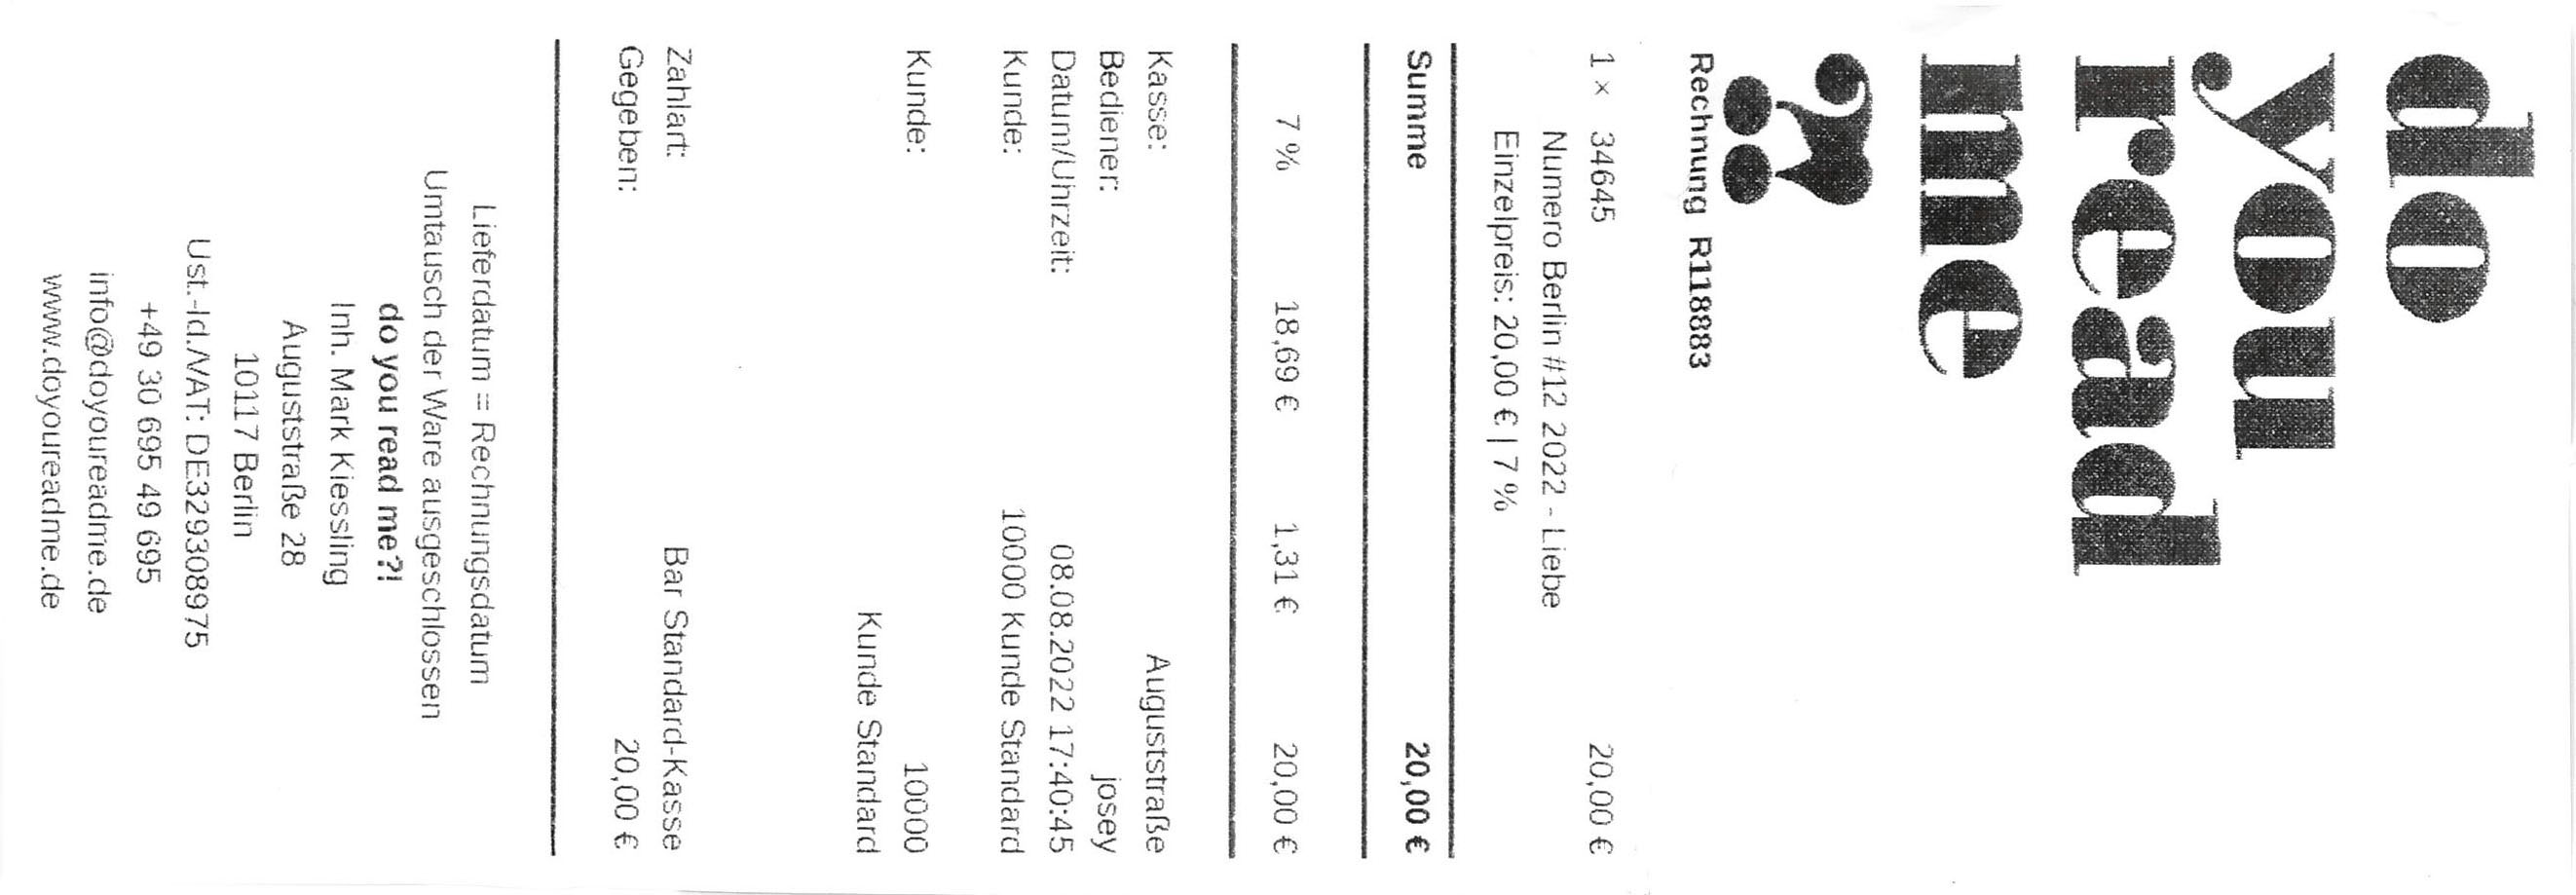 do
you
read
me
?!
Rechnung R118883
1 × 34645 20,00 €
Numero Berlin #12 2022 - Liebe
Einzelpreis: 20,00 € | 7 %
Summe 20,00 €
7 % 18,69 € 1,31 € 20,00 €
Kasse: Auguststraße
Bediener: josey
Datum/Uhrzeit: 08.08.2022 17:40:45
Kunde: 10000 Kunde Standard
Kunde: 10000
Kunde Standard
Zahlart: Bar Standard-Kasse
Gegeben: 20,00 €
Lieferdatum = Rechnungsdatum
Umtausch der Ware ausgeschlossen
do you read me?!
Inh. Mark Kiessling
Auguststraße 28
10117 Berlin
Ust.-Id./VAT: DE329308975
+49 30 695 49 695
info@doyoureadme.de
www.doyoureadme.de